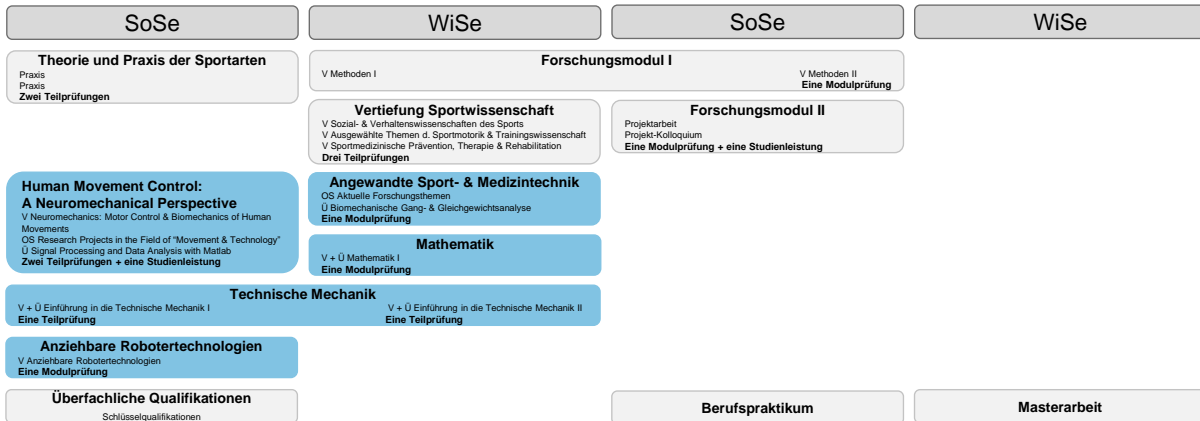 SoSe
WiSe
SoSe
WiSe
Theorie und Praxis der Sportarten
Praxis
Praxis
Zwei Teilprüfungen
Forschungsmodul I
V Methoden I
V Methoden II
Eine Modulprüfung
Vertiefung Sportwissenschaft
V Sozial- & Verhaltenswissenschaften des Sports
V Ausgewählte Themen d. Sportmotorik & Trainingswissenschaft
V Sportmedizinische Prävention, Therapie & Rehabilitation
Drei Teilprüfungen
Forschungsmodul II
Projektarbeit
Projekt-Kolloquium
Eine Modulprüfung + eine Studienleistung
Human Movement Control:
A Neuromechanical Perspective
V Neuromechanics: Motor Control & Biomechanics of Human
Movements
OS Research Projects in the Field of “Movement & Technology”
Ü Signal Processing and Data Analysis with Matlab
Zwei Teilprüfungen + eine Studienleistung
Angewandte Sport- & Medizintechnik
OS Aktuelle Forschungsthemen
Ü Biomechanische Gang- & Gleichgewichtsanalyse
Eine Modulprüfung
Mathematik
V + Ü Mathematik I
Eine Modulprüfung
Technische Mechanik
V + Ü Einführung in die Technische Mechanik I
Eine Teilprüfung
V + Ü Einführung in die Technische Mechanik II
Eine Teilprüfung
Anziehbare Robotertechnologien
V Anziehbare Robotertechnologien
Eine Modulprüfung
Überfachliche Qualifikationen
Schlüsselqualifikationen
Berufspraktikum
Masterarbeit